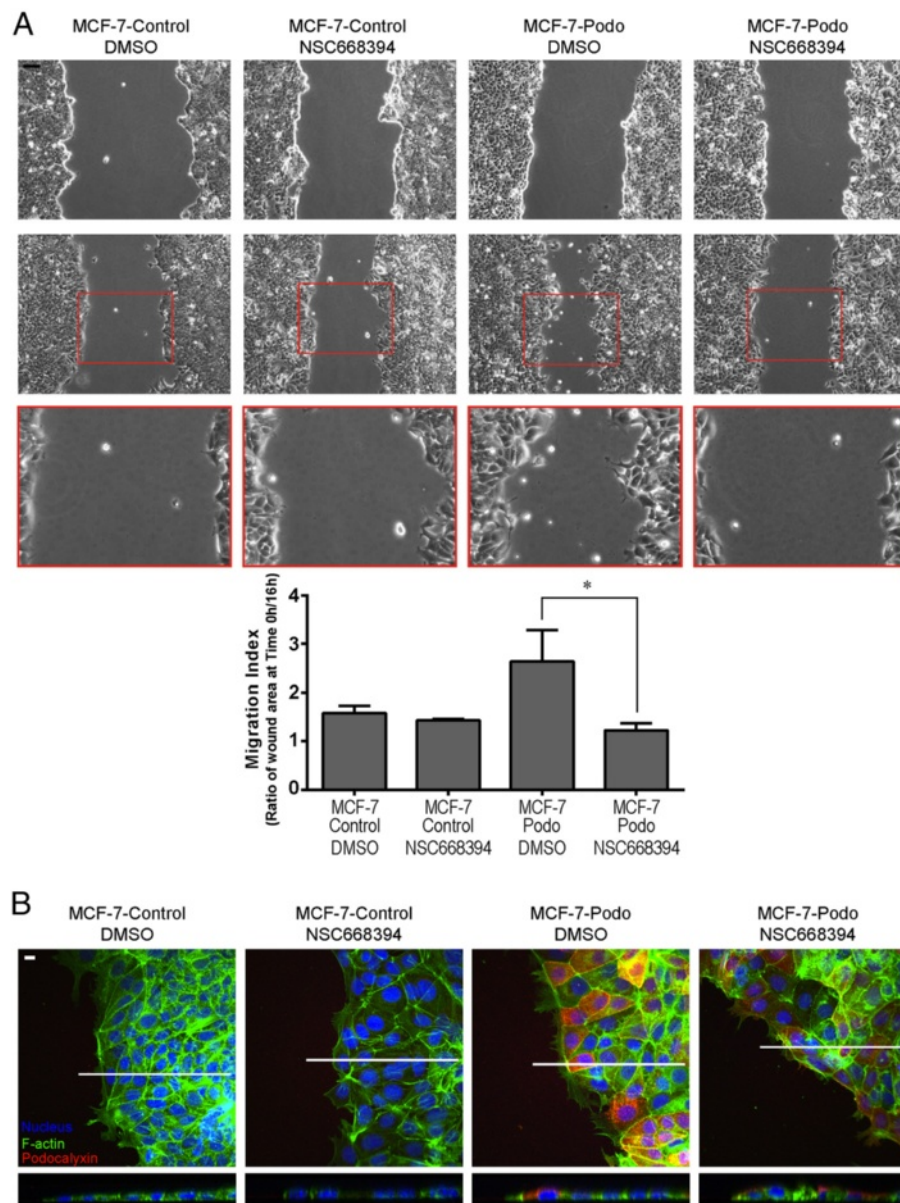 A
MCF-7-Control
DMSO
MCF-7-Control
NSC668394
MCF-7-Podo
DMSO
MCF-7-Podo
NSC668394
Migration Index
(Ratio of wound area at Time 0h/16h)
4
3
2
1
0
*
MCF-7
Control
DMSO
MCF-7
Control
NSC668394
MCF-7
Podo
DMSO
MCF-7
Podo
NSC668394
B
MCF-7-Control
DMSO
MCF-7-Control
NSC668394
MCF-7-Podo
DMSO
MCF-7-Podo
NSC668394
Nucleus
F-actin
Podocalyxin